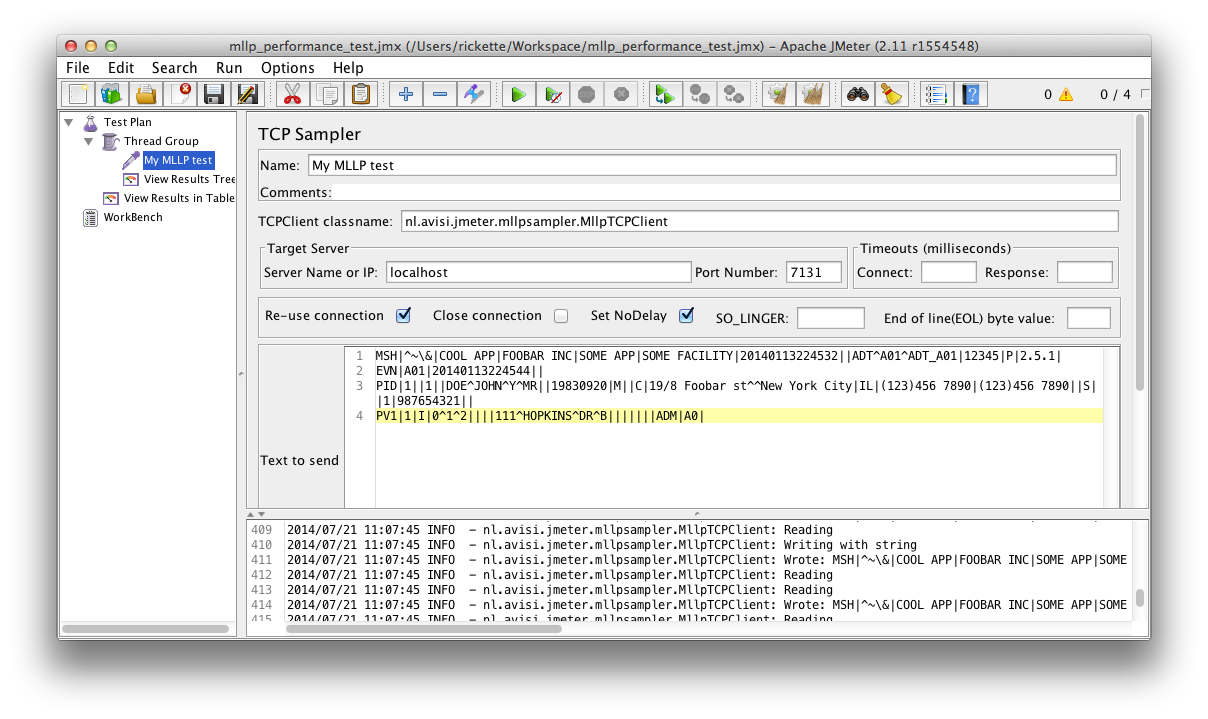 mllp_performance_test.jmx (/Users/rickette/Workspace/mllp_performance_test.jmx) – Apache JMeter (2.11 r1554548)
File Edit Search Run Options Help
0 0 / 4
Test Plan
Thread Group
My MLLP test
View Results Tree
View Results in Table
WorkBench
TCP Sampler
Name: My MLLP test
Comments:
TCPClient classname: nl.avisi.jmeter.mllpsampler.MllpTCPClient
Target Server
Server Name or IP: localhost Port Number: 7131
Timeouts (milliseconds)
Connect: Response:
Re-use connection Close connection Set NoDelay SO_LINGER: End of line(EOL) byte value:
Text to send
1 MSH|^~\&|COOL APP|FOOBAR INC|SOME APP|SOME FACILITY|20140113224532||ADT^A01^ADT_A01|12345|P|2.5.1|
2 EVN|A01|20140113224544||
3 PID|1||1||DOE^JOHN^Y^MR||19830920|M||C|19/8 Foobar st^^New York City|IL|(123)456 7890|(123)456 7890||S|
|1|987654321||
4 PV1|1|I|0^1^2||||111^HOPKINS^DR^B|||||||ADM|A0|
409 2014/07/21 11:07:45 INFO - nl.avisi.jmeter.mllpsampler.MllpTCPClient: Reading
410 2014/07/21 11:07:45 INFO - nl.avisi.jmeter.mllpsampler.MllpTCPClient: Writing with string
411 2014/07/21 11:07:45 INFO - nl.avisi.jmeter.mllpsampler.MllpTCPClient: Wrote: MSH|^~\&|COOL APP|FOOBAR INC|SOME APP|SOME
412 2014/07/21 11:07:45 INFO - nl.avisi.jmeter.mllpsampler.MllpTCPClient: Reading
413 2014/07/21 11:07:45 INFO - nl.avisi.jmeter.mllpsampler.MllpTCPClient: Reading
414 2014/07/21 11:07:45 INFO - nl.avisi.jmeter.mllpsampler.MllpTCPClient: Wrote: MSH|^~\&|COOL APP|FOOBAR INC|SOME APP|SOME
415 2014/07/21 11:07:45 INFO - nl.avisi.jmeter.mllpsampler.MllpTCPClient: Reading